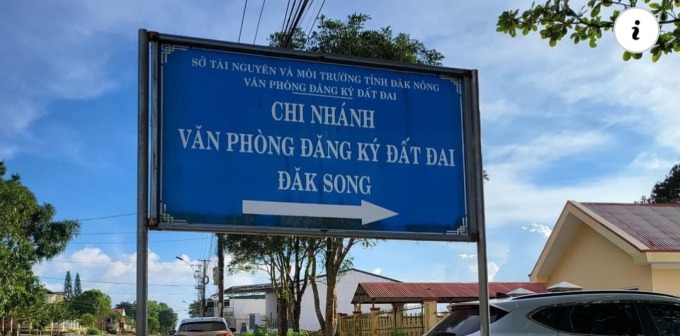 SỞ TÀI NGUYÊN VÀ MÔI TRƯỜNG TỈNH ĐĂK NÔNG
VĂN PHÒNG ĐĂNG KÝ ĐẤT ĐAI
CHI NHÁNH
VĂN PHÒNG ĐĂNG KÝ ĐẤT ĐAI
ĐĂK SONG